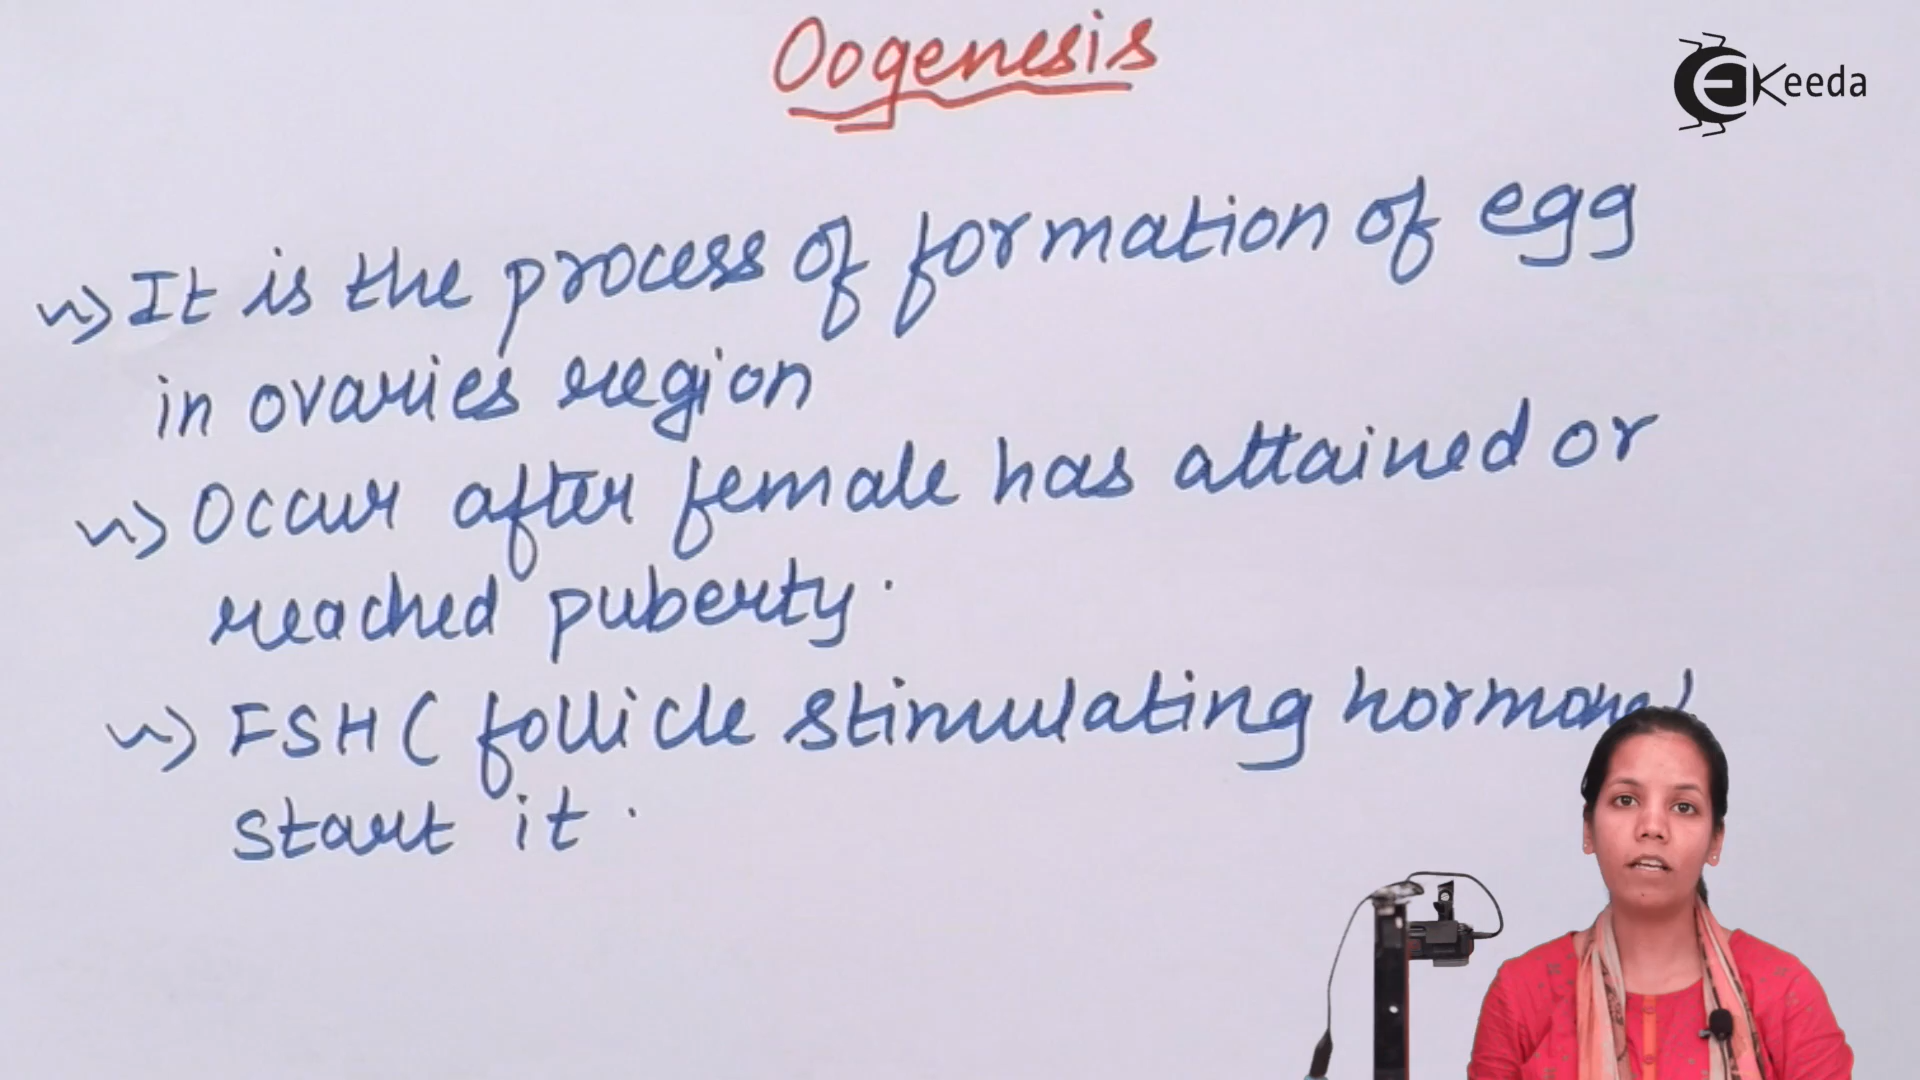 Oogenesis
EKeeda
It is the process of formation of egg
in ovaries region
Occur after female has attained or
reached puberty.
FSH ( follicle stimulating hormone)
start it.